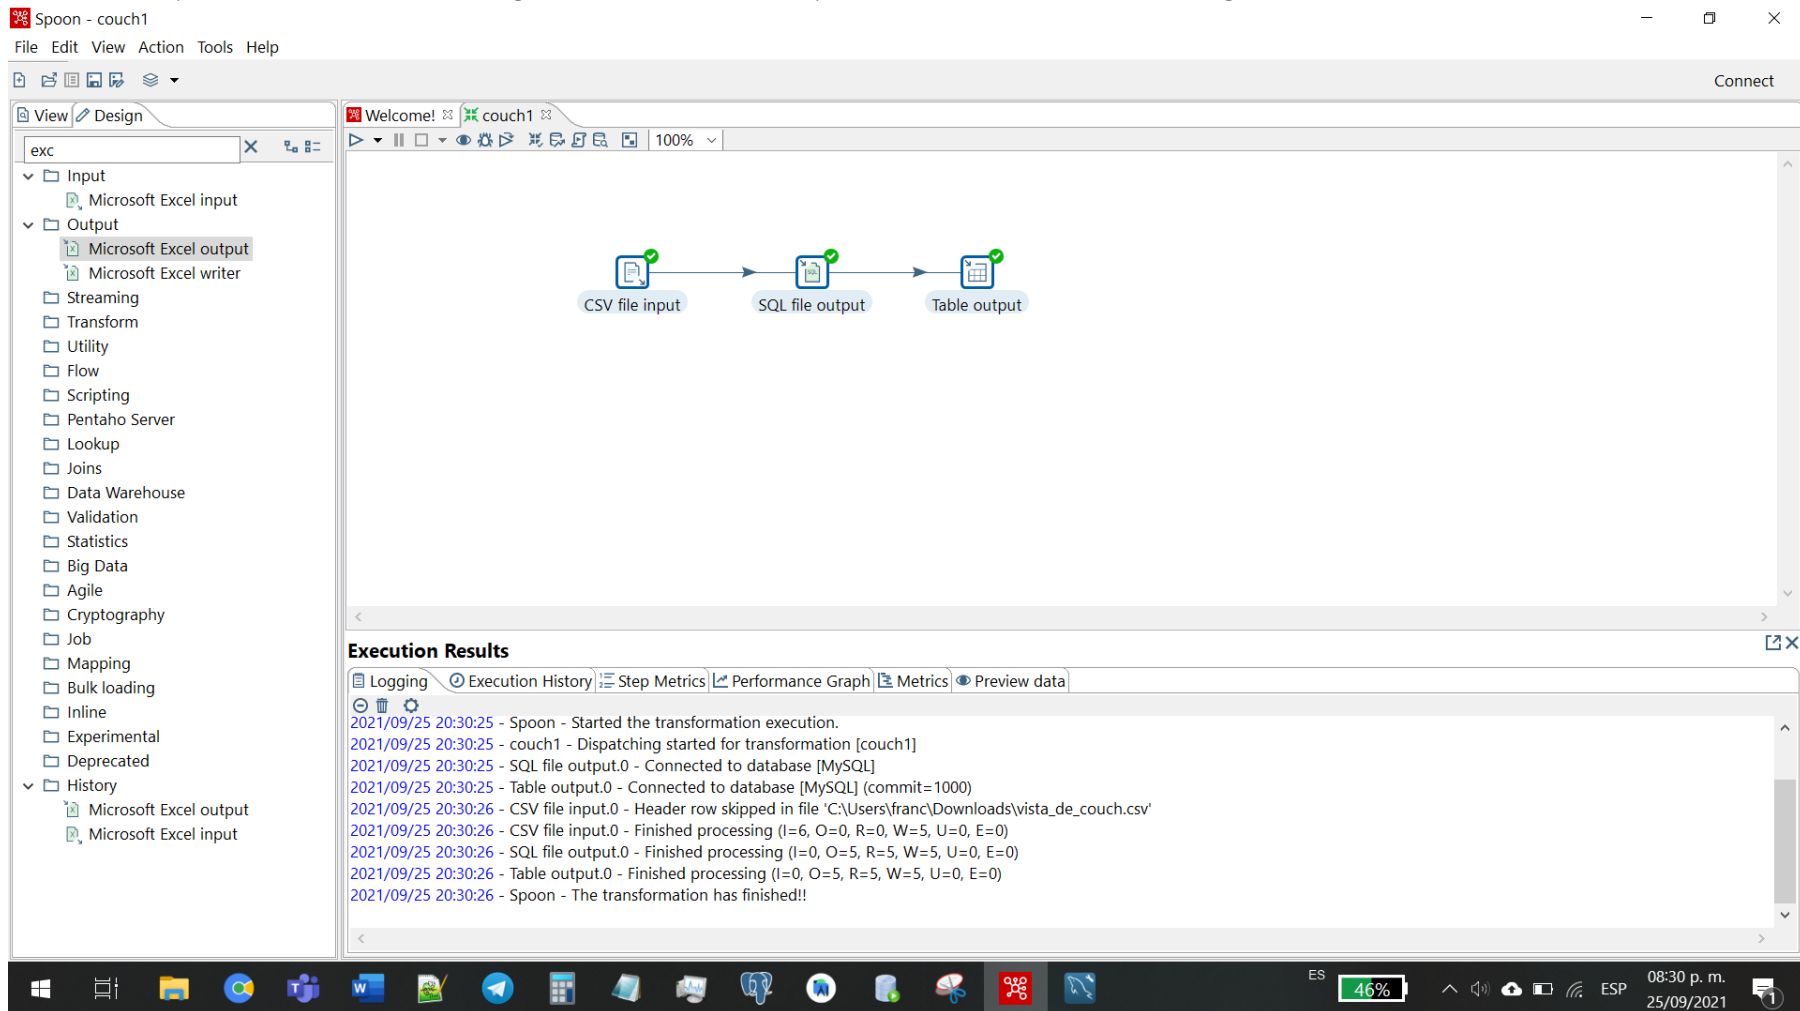 Spoon - couch1
File Edit View Action Tools Help
Connect
View Design
Welcome! couch1
exc
100%
Input
Microsoft Excel input
Output
Microsoft Excel output
Microsoft Excel writer
Streaming
Transform
Utility
Flow
Scripting
Pentaho Server
Lookup
Joins
Data Warehouse
Validation
Statistics
Big Data
Agile
Cryptography
Job
Mapping
Bulk loading
Inline
Experimental
Deprecated
History
Microsoft Excel output
Microsoft Excel input
CSV file input
SQL file output
Table output
Execution Results
Logging Execution History Step Metrics Performance Graph Metrics Preview data
2021/09/25 20:30:25 - Spoon - Started the transformation execution.
2021/09/25 20:30:25 - couch1 - Dispatching started for transformation [couch1]
2021/09/25 20:30:25 - SQL file output.0 - Connected to database [MySQL]
2021/09/25 20:30:25 - Table output.0 - Connected to database [MySQL] (commit=1000)
2021/09/25 20:30:26 - CSV file input.0 - Header row skipped in file 'C:\Users\franc\Downloads\vista_de_couch.csv'
2021/09/25 20:30:26 - CSV file input.0 - Finished processing (I=6, O=0, R=0, W=5, U=0, E=0)
2021/09/25 20:30:26 - SQL file output.0 - Finished processing (I=0, O=5, R=5, W=5, U=0, E=0)
2021/09/25 20:30:26 - Table output.0 - Finished processing (I=0, O=5, R=5, W=5, U=0, E=0)
2021/09/25 20:30:26 - Spoon - The transformation has finished!!
ES
46%
ESP
08:30 p. m.
25/09/2021
1